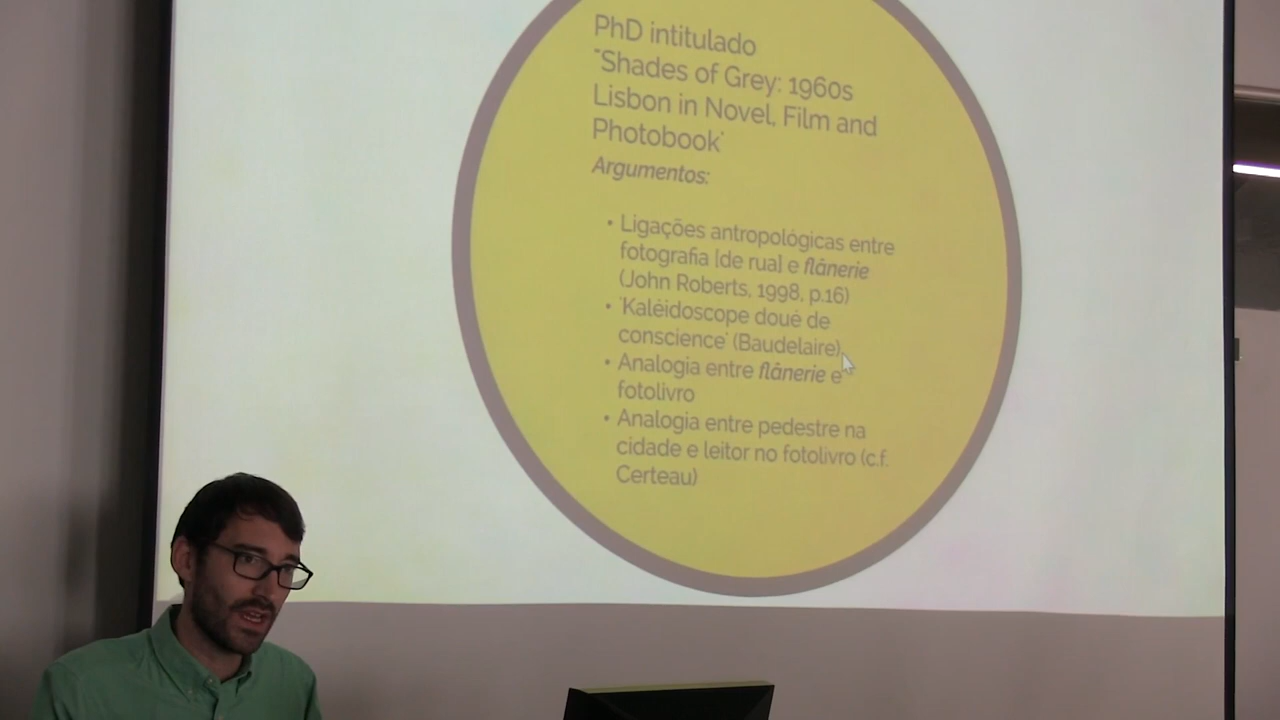 PhD intitulado
"Shades of Grey: 1960s
Lisbon in Novel, Film and
Photobook"
Argumentos:
• Ligações antropológicas entre
fotografia [de rua] e flânerie
(John Roberts, 1998, p.16)
• 'Kaléidoscope doué de
conscience' (Baudelaire)
• Analogia entre flânerie e
fotolivro
• Analogia entre pedestre na
cidade e leitor no fotolivro (c.f.
Certeau)